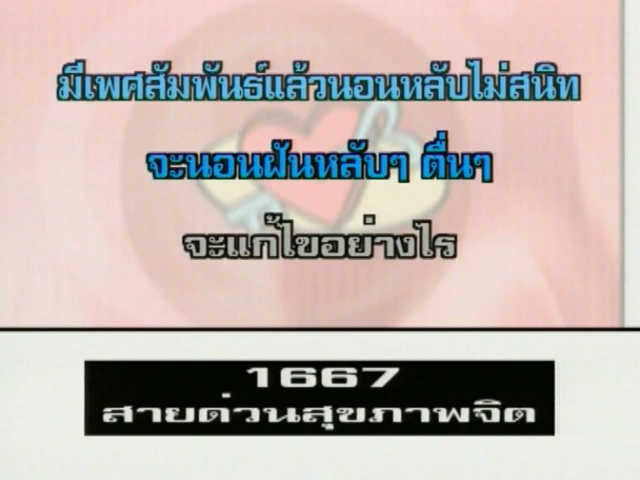 มีเพศสัมพันธ์แล้วนอนหลับไม่สนิท
จะนอนฝันหลับๆ ตื่นๆ
จะแก้ไขอย่างไร
1667
สายด่วนสุขภาพจิต